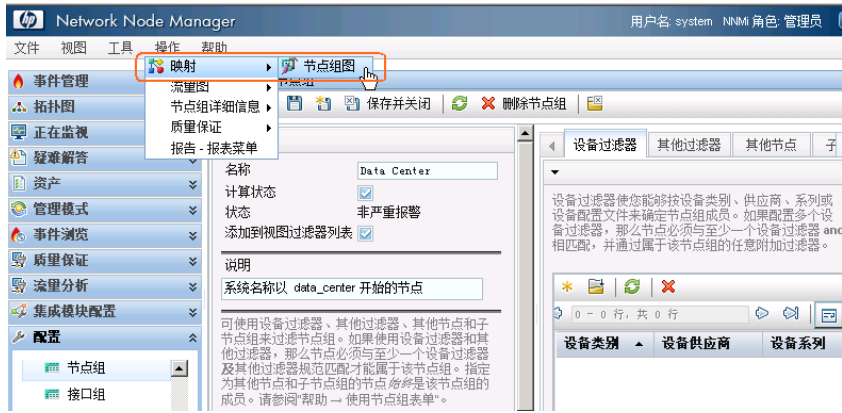 hp Network Node Manager 用户名: system NNMi 角色: 管理员
文件 视图 工具 操作 帮助
映射 节点组图
流量图
节点组详细信息
质量保证
报告 - 报表菜单
事件管理
拓扑图
正在监视
疑难解答
资产
管理模式
事件浏览
质量保证
流量分析
集成模块配置
配置
节点组
接口组
节点组
保存并关闭 删除节点组
名称 Data Center
计算状态
状态 非严重报警
添加到视图过滤器列表
说明
系统名称以 data_center 开始的节点
可使用设备过滤器、其他过滤器、其他节点和子
节点组来过滤节点组。如果使用设备过滤器和其
他过滤器，那么节点必须与至少一个设备过滤器
及其他过滤器规范匹配才能属于该节点组。指定
为其他节点和子节点组的节点始终是该节点组的
成员。请参阅"帮助 → 使用节点组表单"。
设备过滤器 其他过滤器 其他节点 子
设备过滤器使您能够按设备类别、供应商、系列或
设备配置文件来确定节点组成员。如果配置多个设
备过滤器，那么节点必须与至少一个设备过滤器 and
相匹配，并通过属于该节点组的任意附加过滤器。
0 - 0 行，共 0 行
设备类别 设备供应商 设备系列